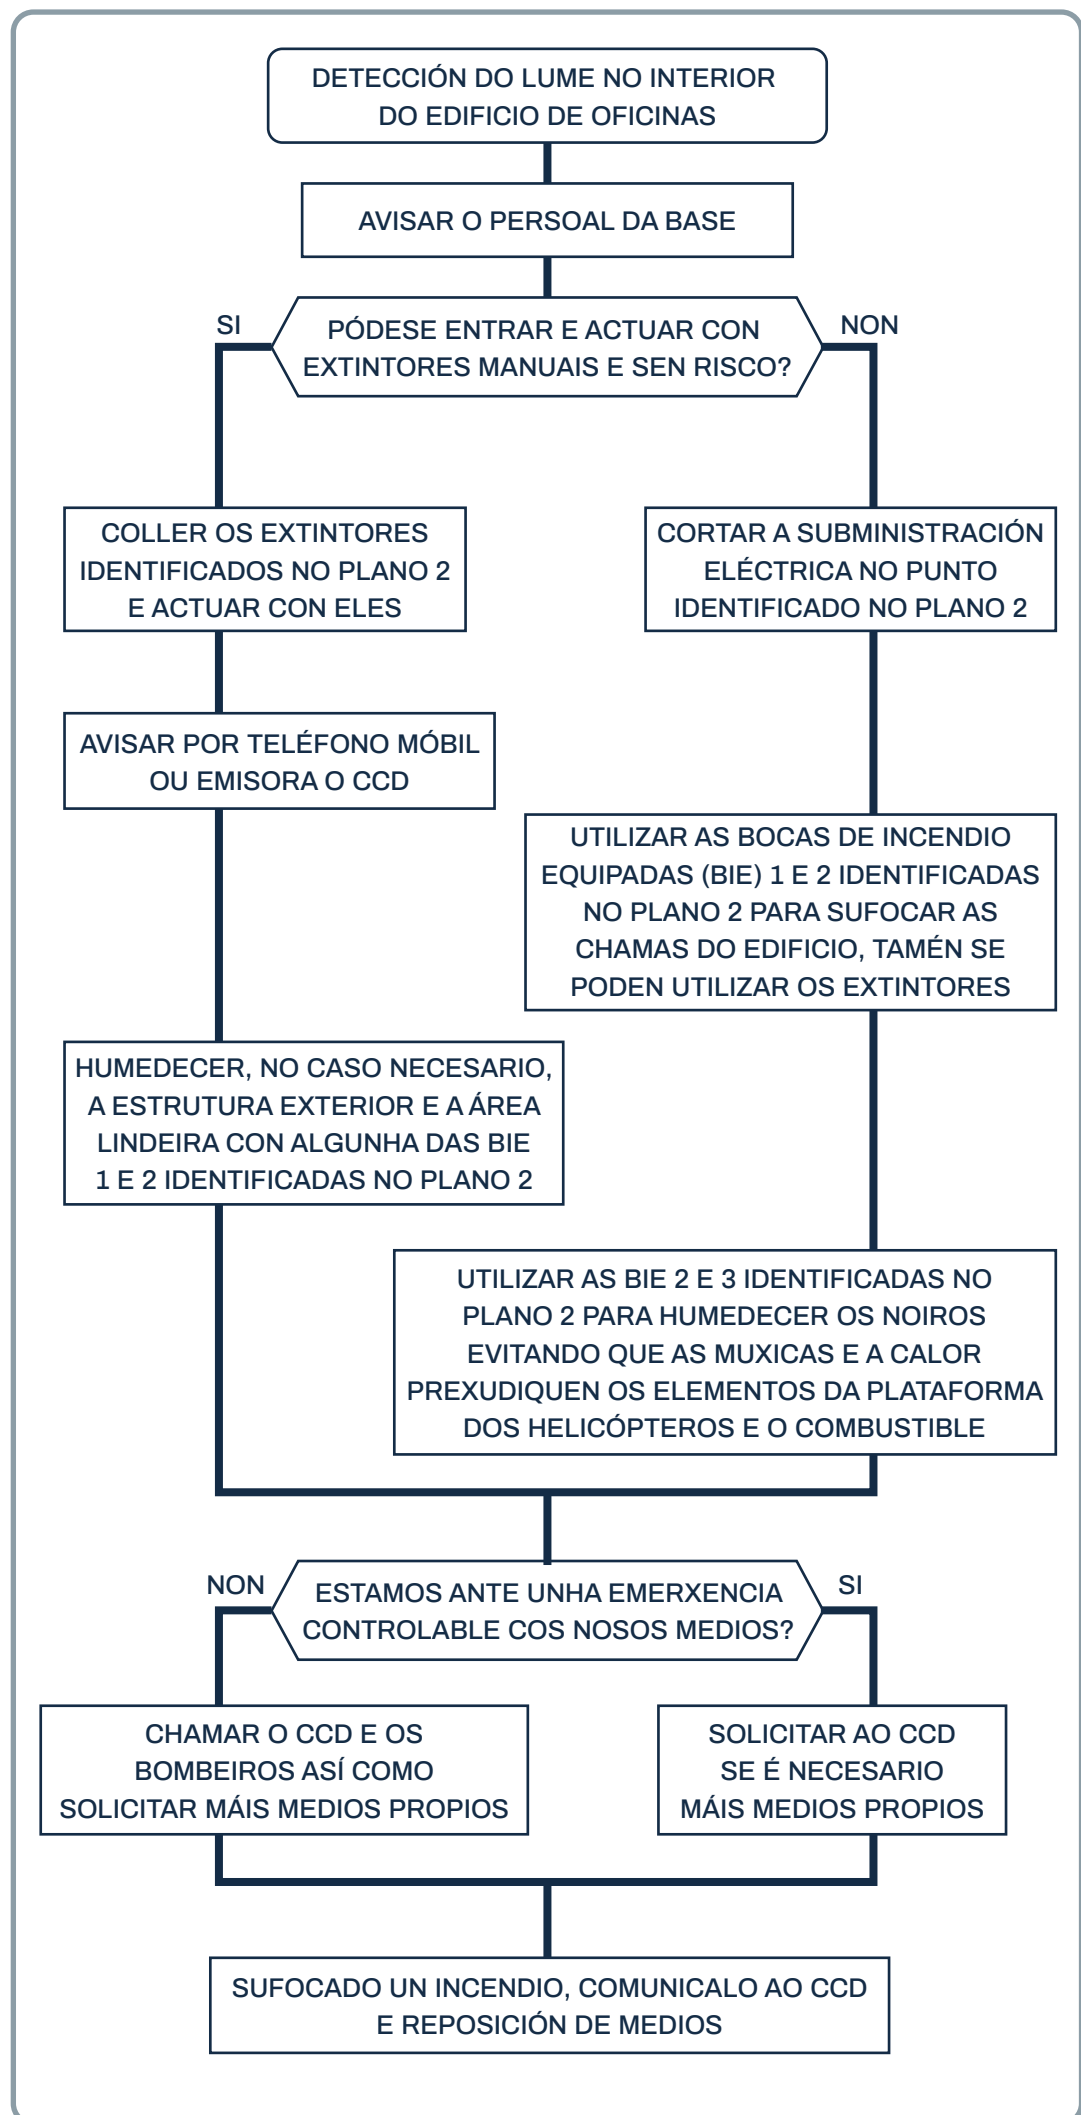 DETECCIÓN DO LUME NO INTERIOR
DO EDIFICIO DE OFICINAS
AVISAR O PERSOAL DA BASE
SI
PÓDESE ENTRAR E ACTUAR CON
EXTINTORES MANUAIS E SEN RISCO?
NON
COLLER OS EXTINTORES
IDENTIFICADOS NO PLANO 2
E ACTUAR CON ELES
CORTAR A SUBMINISTRACIÓN
ELÉCTRICA NO PUNTO
IDENTIFICADO NO PLANO 2
AVISAR POR TELÉFONO MÓBIL
OU EMISORA O CCD
UTILIZAR AS BOCAS DE INCENDIO
EQUIPADAS (BIE) 1 E 2 IDENTIFICADAS
NO PLANO 2 PARA SUFOCAR AS
CHAMAS DO EDIFICIO, TAMÉN SE
PODEN UTILIZAR OS EXTINTORES
HUMEDECER, NO CASO NECESARIO,
A ESTRUTURA EXTERIOR E A ÁREA
LINDEIRA CON ALGUNHA DAS BIE
1 E 2 IDENTIFICADAS NO PLANO 2
UTILIZAR AS BIE 2 E 3 IDENTIFICADAS NO
PLANO 2 PARA HUMEDECER OS NOIROS
EVITANDO QUE AS MUXICAS E A CALOR
PREXUDIQUEN OS ELEMENTOS DA PLATAFORMA
DOS HELICÓPTEROS E O COMBUSTIBLE
NON
ESTAMOS ANTE UNHA EMERXENCIA
CONTROLABLE COS NOSOS MEDIOS?
SI
CHAMAR O CCD E OS
BOMBEIROS ASÍ COMO
SOLICITAR MÁIS MEDIOS PROPIOS
SOLICITAR AO CCD
SE É NECESARIO
MÁIS MEDIOS PROPIOS
SUFOCADO UN INCENDIO, COMUNICALO AO CCD
E REPOSICIÓN DE MEDIOS